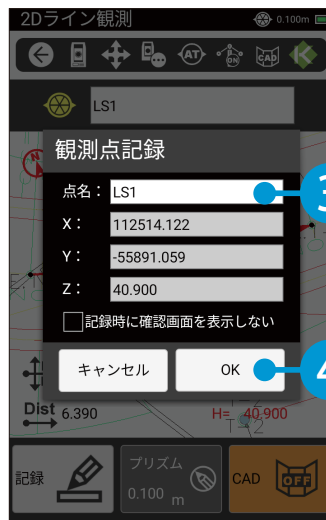 2Dライン観測 0.100m
AT ON CAD
LS1
観測点記録
点名： LS1 3
X： 112514.122
Y： -55891.059
Z： 40.900
記録時に確認画面を表示しない
キャンセル OK 4
Dist 6.390 H= 40.900
T-2
記録 プリズム 0.100 m CAD OFF